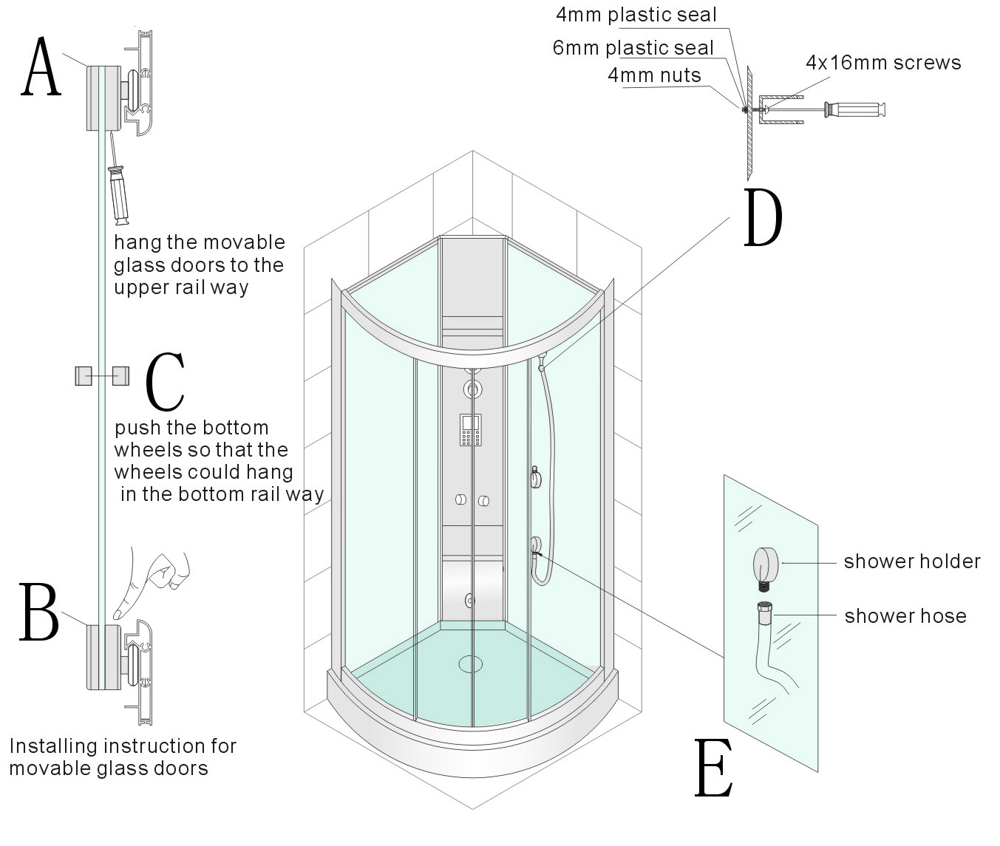 A
hang the movable
glass doors to the
upper rail way
C
push the bottom
wheels so that the
wheels could hang
in the bottom rail way
B
Installing instruction for
movable glass doors
4mm plastic seal
6mm plastic seal
4mm nuts
4x16mm screws
D
shower holder
shower hose
E